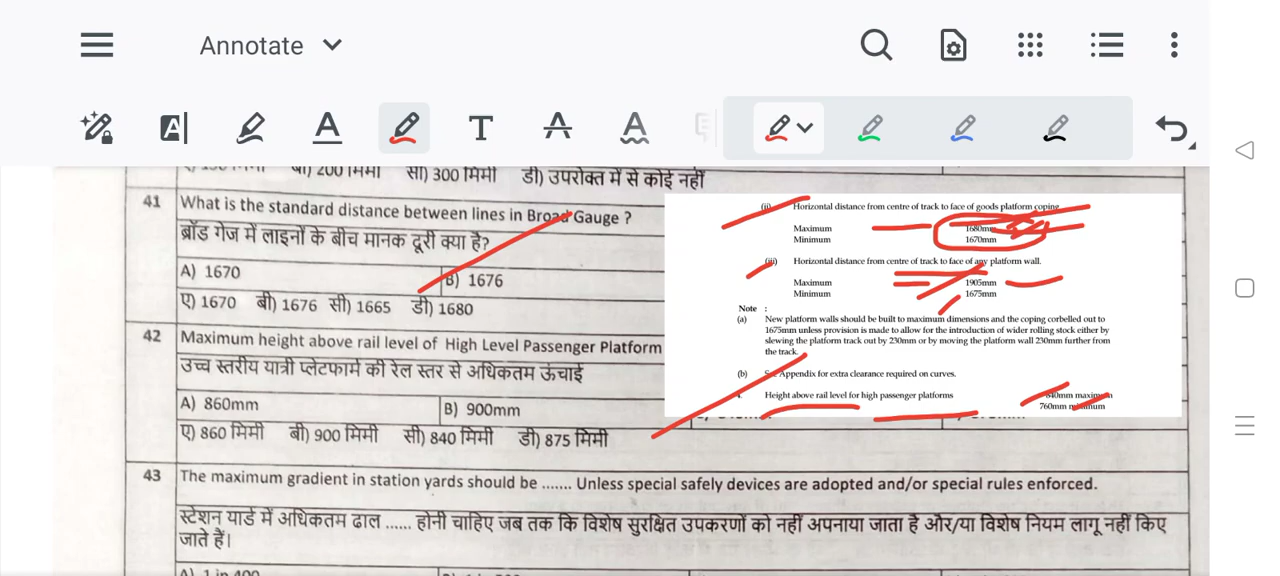 Annotate
बी) 200 मिमी सी) 300 मिमी डी) उपरोक्त में से कोई नहीं
41 What is the standard distance between lines in Broad Gauge ?
ब्रॉड गेज में लाइनों के बीच मानक दूरी क्या है?
A) 1670 B) 1676
ए) 1670 बी) 1676 सी) 1665 डी) 1680
42 Maximum height above rail level of High Level Passenger Platform
उच्च स्तरीय यात्री प्लेटफार्म की रेल स्तर से अधिकतम ऊंचाई
A) 860mm B) 900mm
ए) 860 मिमी बी) 900 मिमी सी) 840 मिमी डी) 875 मिमी
(ii) Horizontal distance from centre of track to face of goods platform coping
Maximum 1680mm
Minimum 1670mm
(iii) Horizontal distance from centre of track to face of any platform wall.
Maximum 1905mm
Minimum 1675mm
Note :
(a) New platform walls should be built to maximum dimensions and the coping corbelled out to
1675mm unless provision is made to allow for the introduction of wider rolling stock either by
slewing the platform track out by 230mm or by moving the platform wall 230mm further from
the track.
(b) Appendix for extra clearance required on curves.
Height above rail level for high passenger platforms 840mm maximum
760mm minimum
43 The maximum gradient in station yards should be ....... Unless special safely devices are adopted and/or special rules enforced.
स्टेशन यार्ड में अधिकतम ढाल ...... होनी चाहिए जब तक कि विशेष सुरक्षित उपकरणों को नहीं अपनाया जाता है और/या विशेष नियम लागू नहीं किए
जाते हैं।
A) 1 in 400